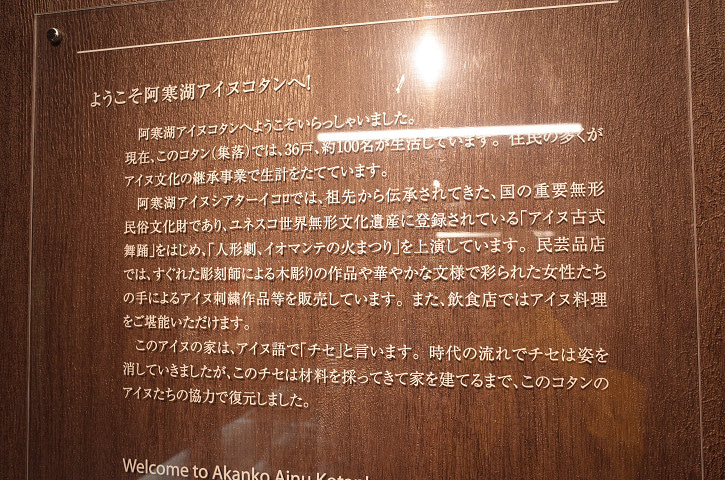 ようこそ阿寒湖アイヌコタンへ!
阿寒湖アイヌコタンへようこそいらっしゃいました。
現在、このコタン(集落)では、36戸、約100名が生活しています。住民の多くが
アイヌ文化の継承事業で生計をたてています。
阿寒湖アイヌシアターイコロでは、祖先から伝承されてきた、国の重要無形
民俗文化財であり、ユネスコ世界無形文化遺産に登録されている「アイヌ古式
舞踊」をはじめ、「人形劇、イオマンテの火まつり」を上演しています。民芸品店
では、すぐれた彫刻師による木彫りの作品や華やかな文様で彩られた女性たち
の手によるアイヌ刺繍作品等を販売しています。また、飲食店ではアイヌ料理
をご堪能いただけます。
このアイヌの家は、アイヌ語で「チセ」と言います。時代の流れでチセは姿を
消していきましたが、このチセは材料を採ってきて家を建てるまで、このコタンの
アイヌたちの協力で復元しました。
Welcome to Akanko Ainu Kotan!